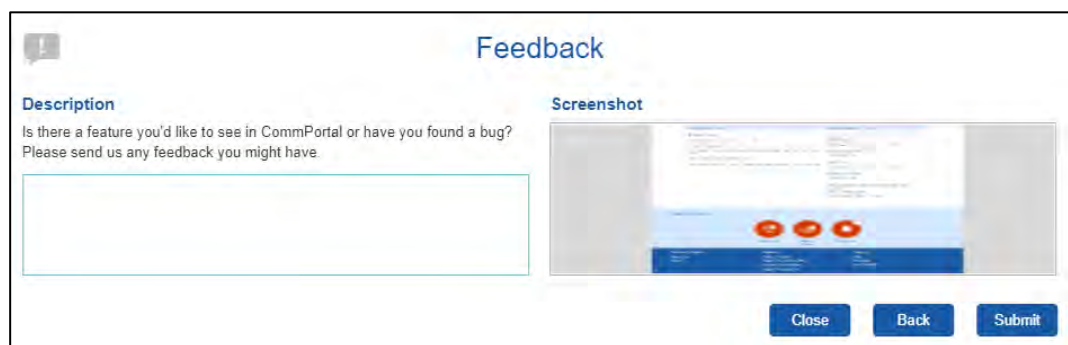 Feedback
Description
Is there a feature you'd like to see in CommPortal or have you found a bug?
Please send us any feedback you might have.
Screenshot
Close
Back
Submit